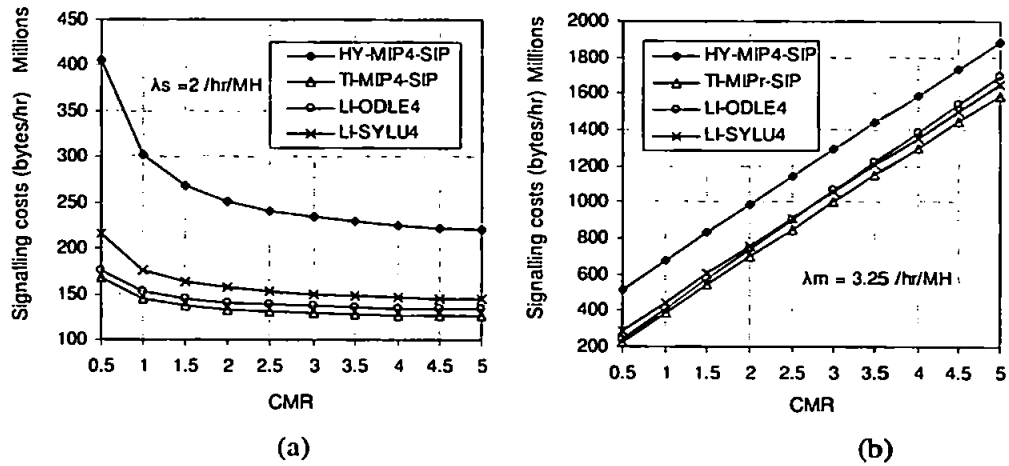 Signalling costs (bytes/hr) Millions
450
400
350
300
250
200
150
100
λs =2 /hr/MH
HY-MIP4-SIP
TI-MIP4-SIP
LI-ODLE4
LI-SYLU4
0.5 1 1.5 2 2.5 3 3.5 4 4.5 5
CMR
(a)
Signalling costs (bytes/hr) Millions
2000
1800
1600
1400
1200
1000
800
600
400
200
HY-MIP4-SIP
TI-MIPr-SIP
LI-ODLE4
LI-SYLU4
λm = 3.25 /hr/MH
0.5 1 1.5 2 2.5 3 3.5 4 4.5 5
CMR
(b)